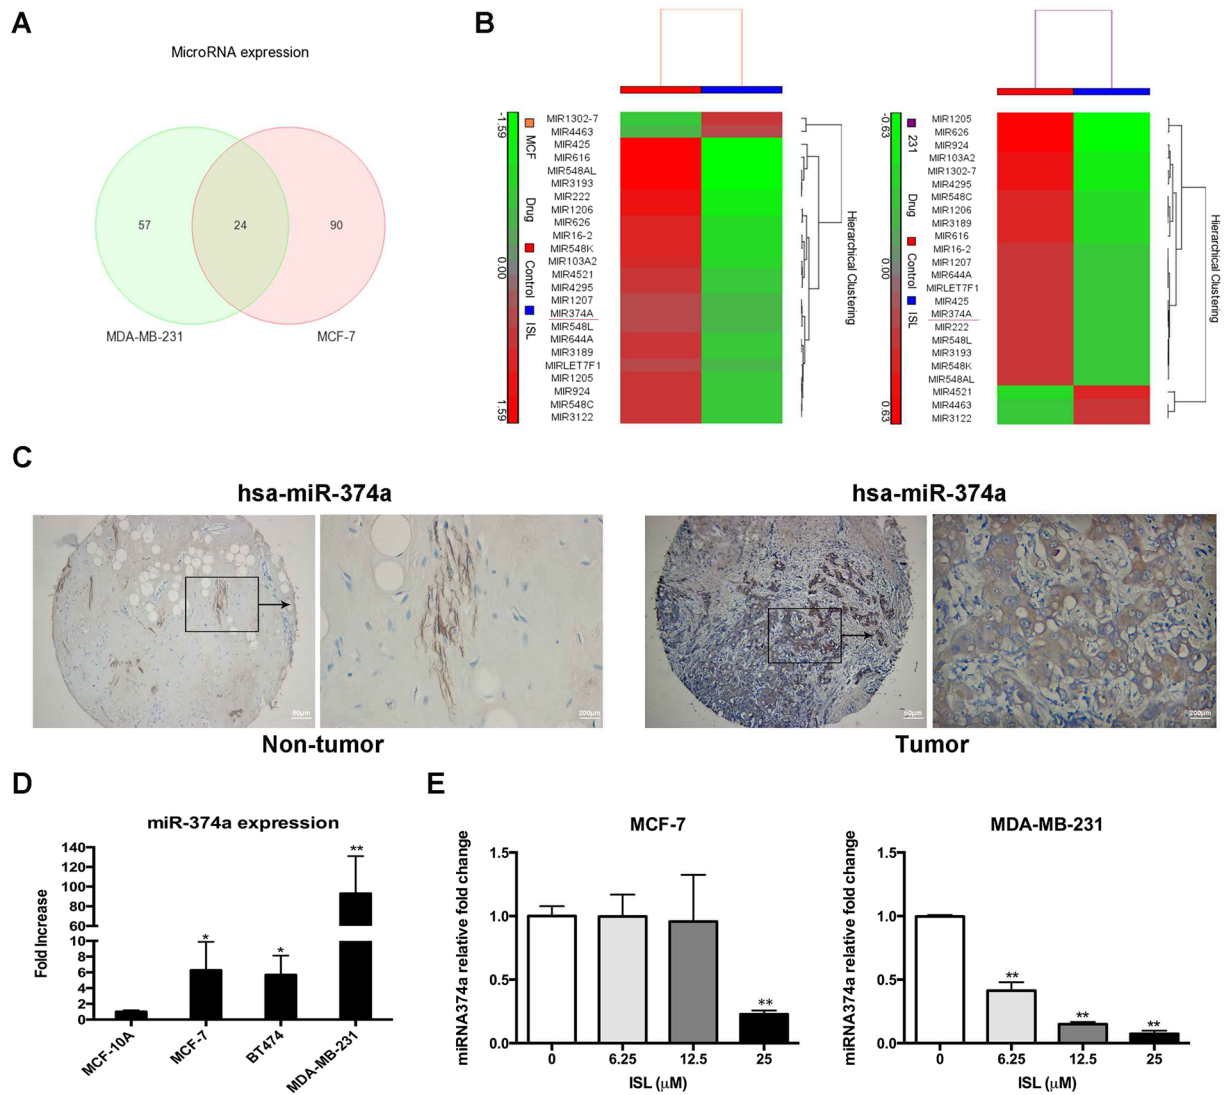 A
MicroRNA expression
57
24
90
MDA-MB-231
MCF-7
B
-1.59
0.00
1.59
MCF
Drug
Control
ISL
MIR1302-7
MIR4463
MIR425
MIR616
MIR548AL
MIR3193
MIR222
MIR1206
MIR626
MIR16-2
MIR548K
MIR103A2
MIR4521
MIR4295
MIR1207
MIR374A
MIR548L
MIR644A
MIR3189
MIRLET7F1
MIR1205
MIR924
MIR548C
MIR3122
Hierarchical Clustering
-0.63
0.00
0.63
231
Drug
Control
ISL
MIR1205
MIR626
MIR924
MIR103A2
MIR1302-7
MIR4295
MIR548C
MIR1206
MIR3189
MIR616
MIR16-2
MIR1207
MIR644A
MIRLET7F1
MIR425
MIR374A
MIR222
MIR548L
MIR3193
MIR548K
MIR548AL
MIR4521
MIR4463
MIR3122
Hierarchical Clustering
C
hsa-miR-374a
hsa-miR-374a
50μm
200μm
50μm
200μm
Non-tumor
Tumor
D
miR-374a expression
Fold Increase
140
120
100
80
60
10
8
6
4
2
0
*
*
**
MCF-10A
MCF-7
BT474
MDA-MB-231
E
MCF-7
miRNA374a relative fold change
1.5
1.0
0.5
0.0
**
0
6.25
12.5
25
ISL (μM)
MDA-MB-231
miRNA374a relative fold change
1.5
1.0
0.5
0.0
**
**
**
0
6.25
12.5
25
ISL (μM)